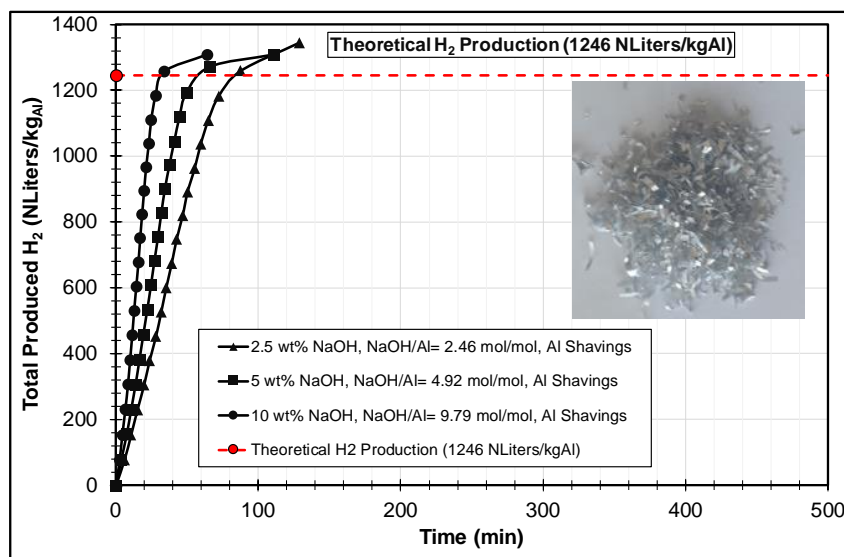 Theoretical H₂ Production (1246 NLiters/kgAl)
Total Produced H₂ (NLiters/kg_Al)
1400
1200
1000
800
600
400
200
0
2.5 wt% NaOH, NaOH/Al= 2.46 mol/mol, Al Shavings
5 wt% NaOH, NaOH/Al= 4.92 mol/mol, Al Shavings
10 wt% NaOH, NaOH/Al= 9.79 mol/mol, Al Shavings
Theoretical H2 Production (1246 NLiters/kgAl)
0 100 200 300 400 500
Time (min)